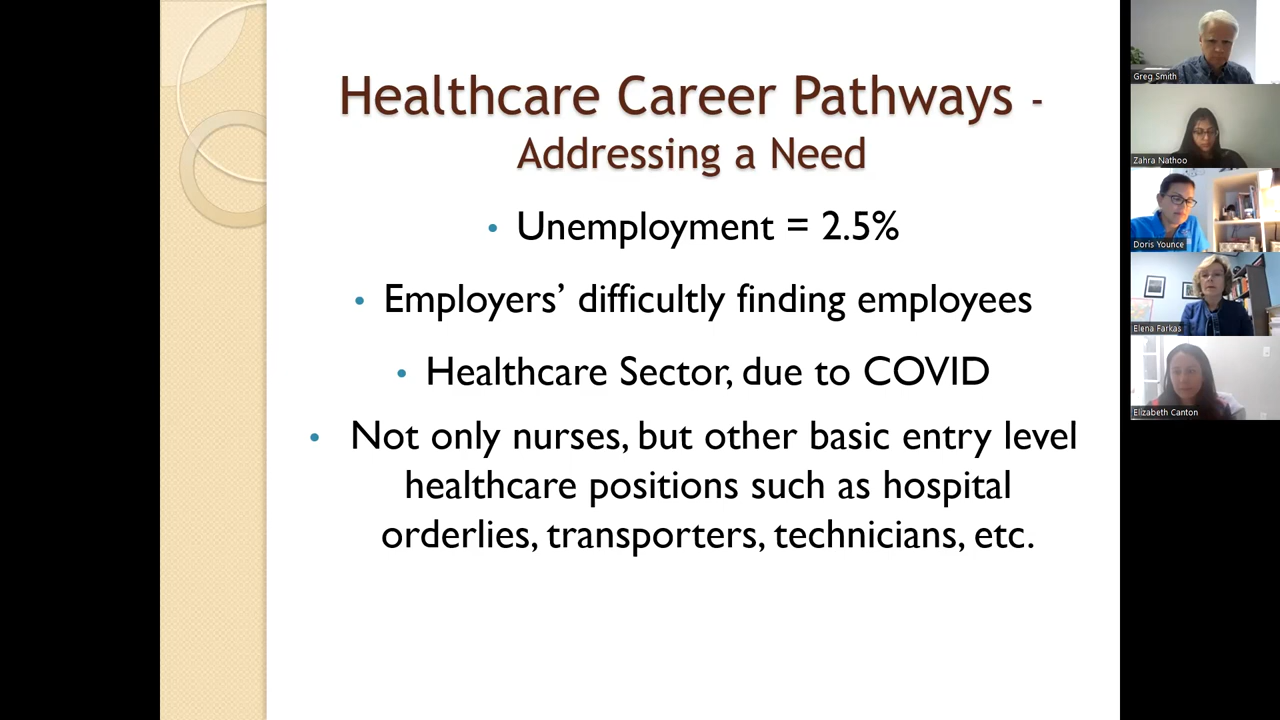 Healthcare Career Pathways -
Addressing a Need
• Unemployment = 2.5%
• Employers’ difficultly finding employees
• Healthcare Sector, due to COVID
• Not only nurses, but other basic entry level
healthcare positions such as hospital
orderlies, transporters, technicians, etc.
Greg Smith
Zahra Nathoo
Doris Younce
Elena Farkas
Elizabeth Canton